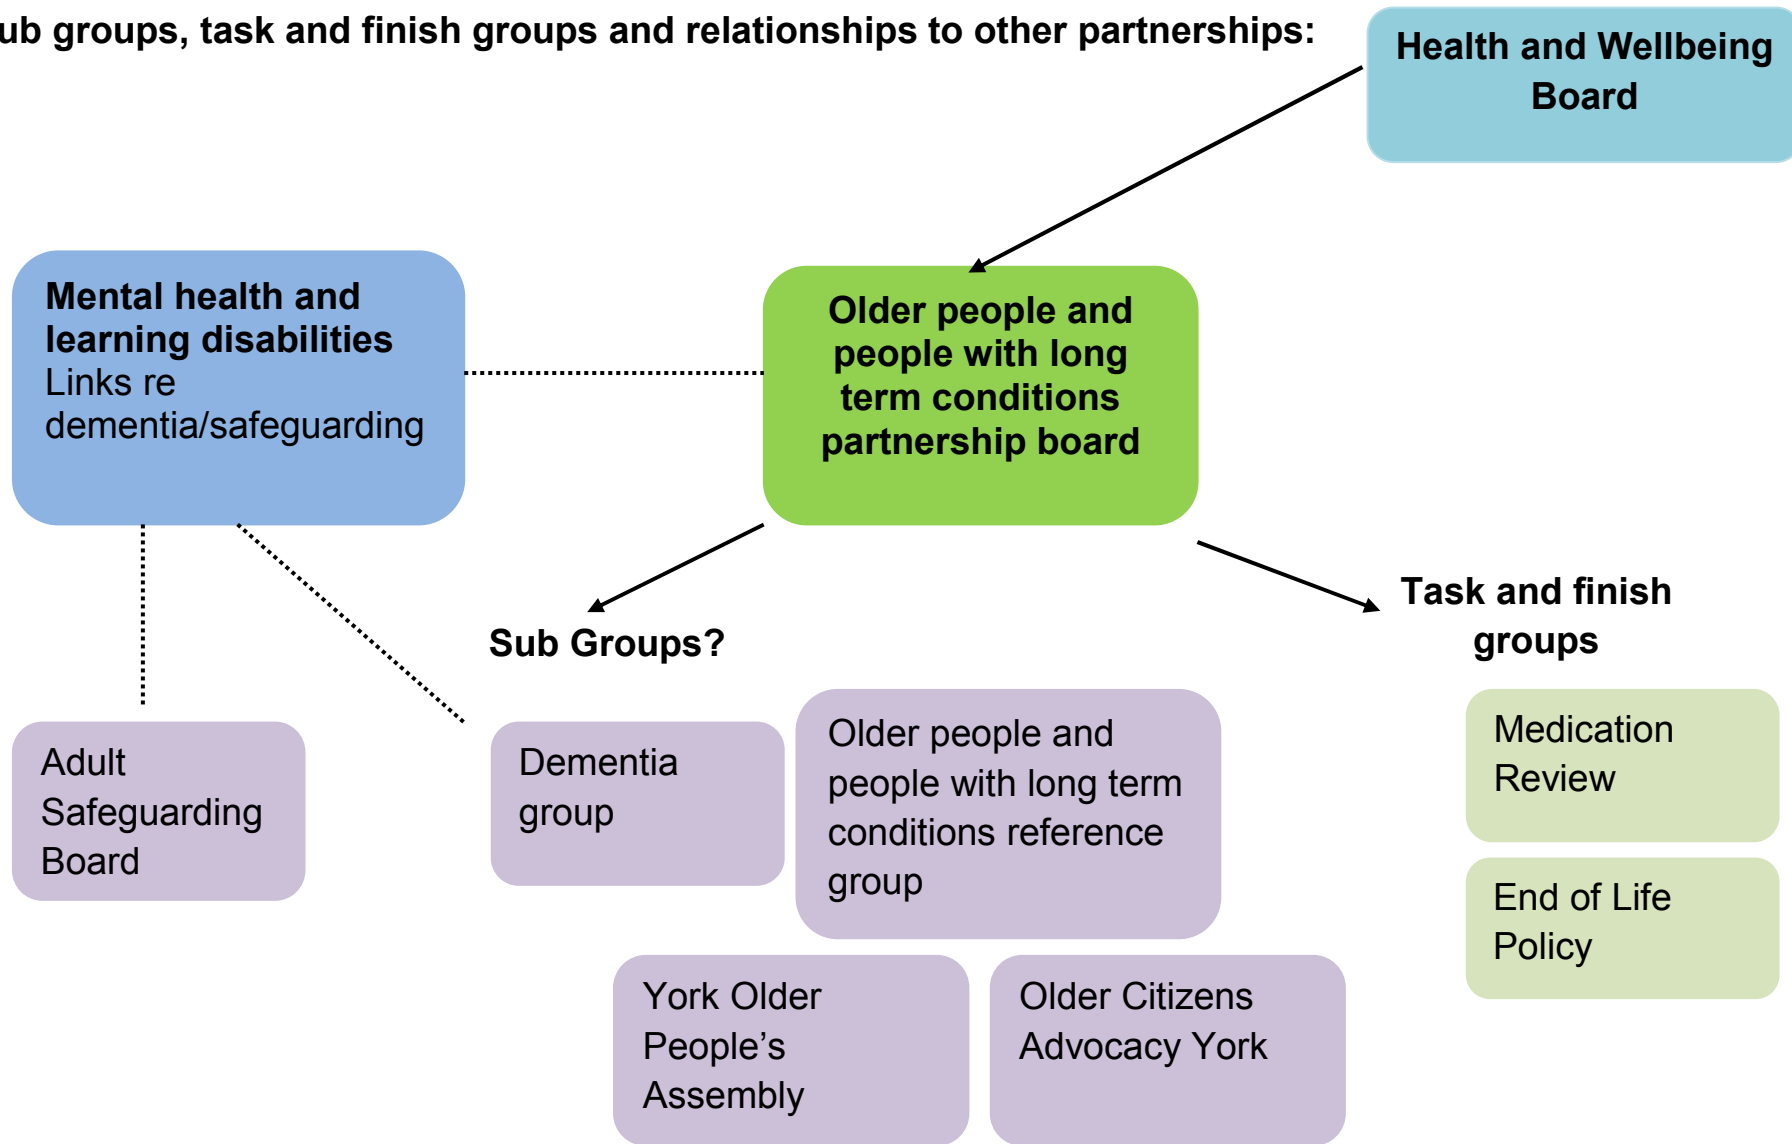 ub groups, task and finish groups and relationships to other partnerships:
Health and Wellbeing
Board
Mental health and
learning disabilities
Links re
dementia/safeguarding
Older people and
people with long
term conditions
partnership board
Sub Groups?
Task and finish
groups
Adult
Safeguarding
Board
Dementia
group
Older people and
people with long term
conditions reference
group
Medication
Review
End of Life
Policy
York Older
People’s
Assembly
Older Citizens
Advocacy York